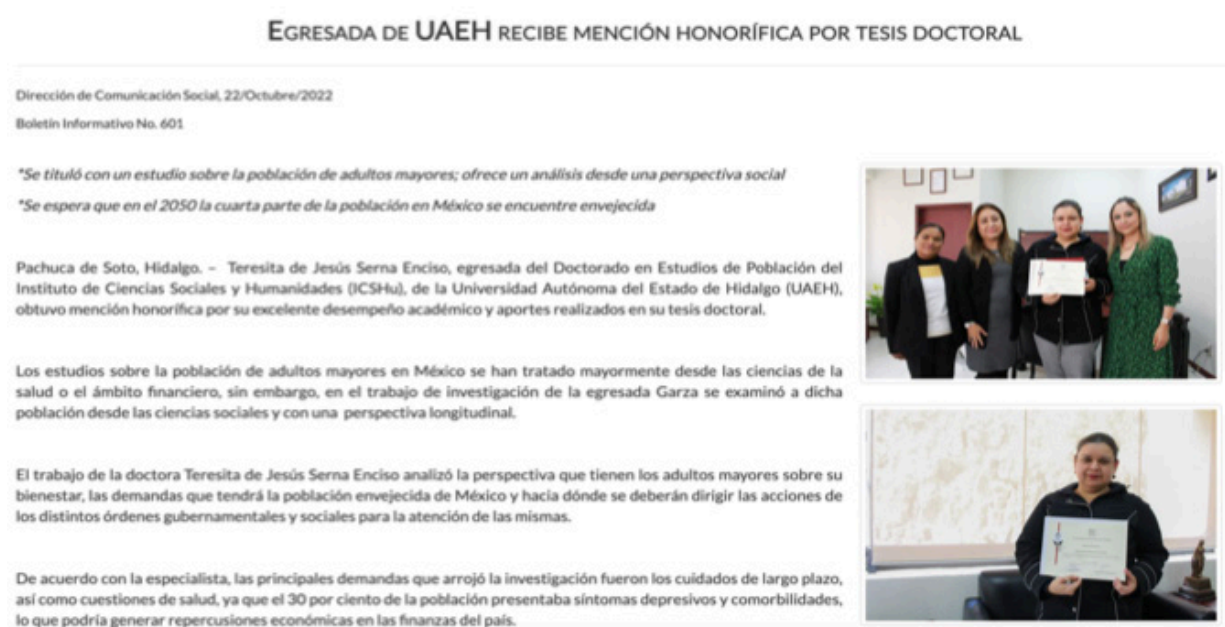 EGRESADA DE UAEH RECIBE MENCIÓN HONORÍFICA POR TESIS DOCTORAL
Dirección de Comunicación Social, 22/Octubre/2022
Boletín Informativo No. 601
*Se tituló con un estudio sobre la población de adultos mayores; ofrece un análisis desde una perspectiva social
*Se espera que en el 2050 la cuarta parte de la población en México se encuentre envejecida
Pachuca de Soto, Hidalgo. – Teresita de Jesús Serna Enciso, egresada del Doctorado en Estudios de Población del
Instituto de Ciencias Sociales y Humanidades (ICSHu), de la Universidad Autónoma del Estado de Hidalgo (UAEH),
obtuvo mención honorífica por su excelente desempeño académico y aportes realizados en su tesis doctoral.
Los estudios sobre la población de adultos mayores en México se han tratado mayormente desde las ciencias de la
salud o el ámbito financiero, sin embargo, en el trabajo de investigación de la egresada Garza se examinó a dicha
población desde las ciencias sociales y con una perspectiva longitudinal.
El trabajo de la doctora Teresita de Jesús Serna Enciso analizó la perspectiva que tienen los adultos mayores sobre su
bienestar, las demandas que tendrá la población envejecida de México y hacia dónde se deberán dirigir las acciones de
los distintos órdenes gubernamentales y sociales para la atención de las mismas.
De acuerdo con la especialista, las principales demandas que arrojó la investigación fueron los cuidados de largo plazo,
así como cuestiones de salud, ya que el 30 por ciento de la población presentaba síntomas depresivos y comorbilidades,
lo que podría generar repercusiones económicas en las finanzas del país.